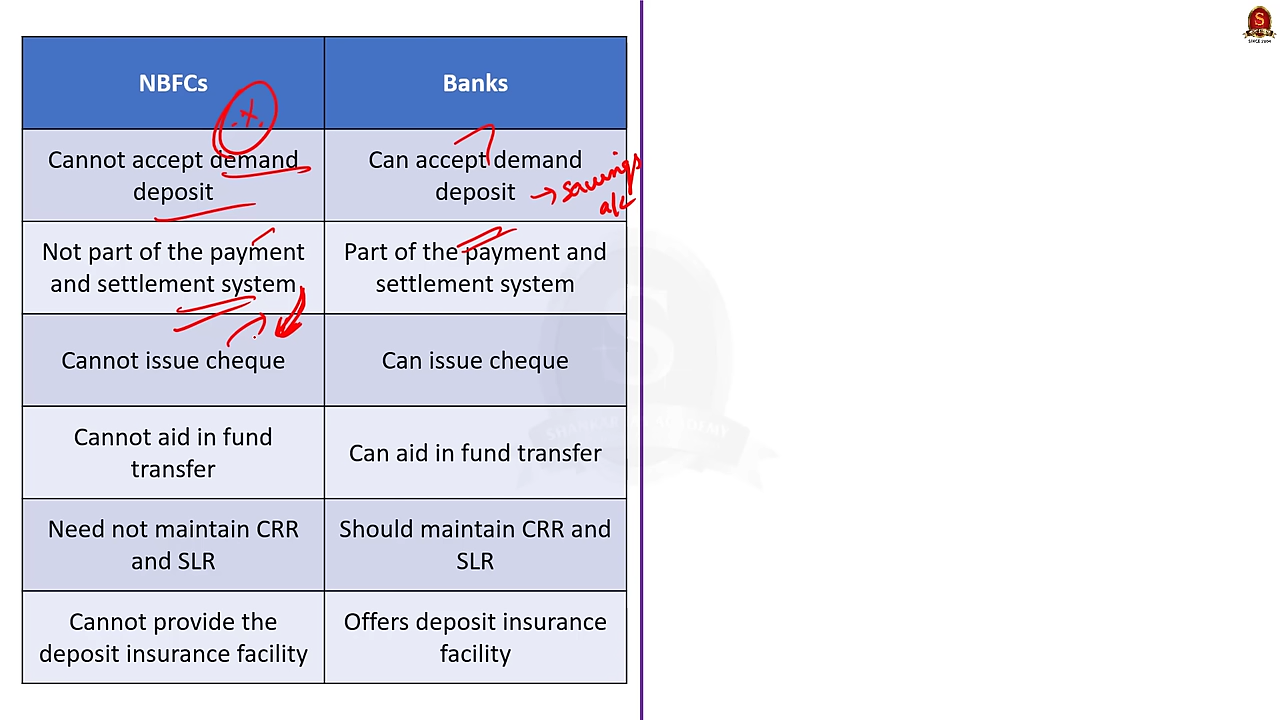 NBFCs
Banks
Cannot accept demand
deposit
Can accept demand
deposit → savings
a/c
Not part of the payment
and settlement system
Part of the payment and
settlement system
Cannot issue cheque
Can issue cheque
Cannot aid in fund
transfer
Can aid in fund transfer
Need not maintain CRR
and SLR
Should maintain CRR and
SLR
Cannot provide the
deposit insurance facility
Offers deposit insurance
facility
S
SINCE 2004